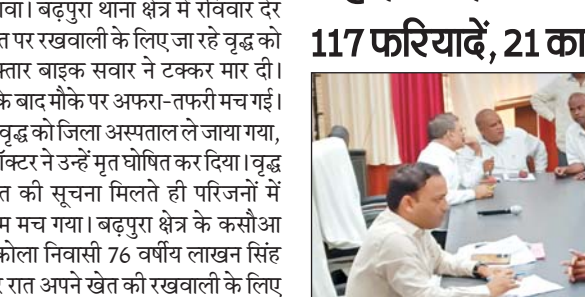 वा। बढ़पुरा थाना क्षेत्र में रविवार देर
त पर रखवाली के लिए जा रहे वृद्ध को
फ्तार बाइक सवार ने टक्कर मार दी।
के बाद मौके पर अफरा-तफरी मच गई।
वृद्ध को जिला अस्पताल ले जाया गया,
ॉक्टर ने उन्हें मृत घोषित कर दिया। वृद्ध
त की सूचना मिलते ही परिजनों में
म मच गया। बढ़पुरा क्षेत्र के कसौआ
कोला निवासी 76 वर्षीय लाखन सिंह
रात अपने खेत की रखवाली के लिए
117 फरियादें, 21 का